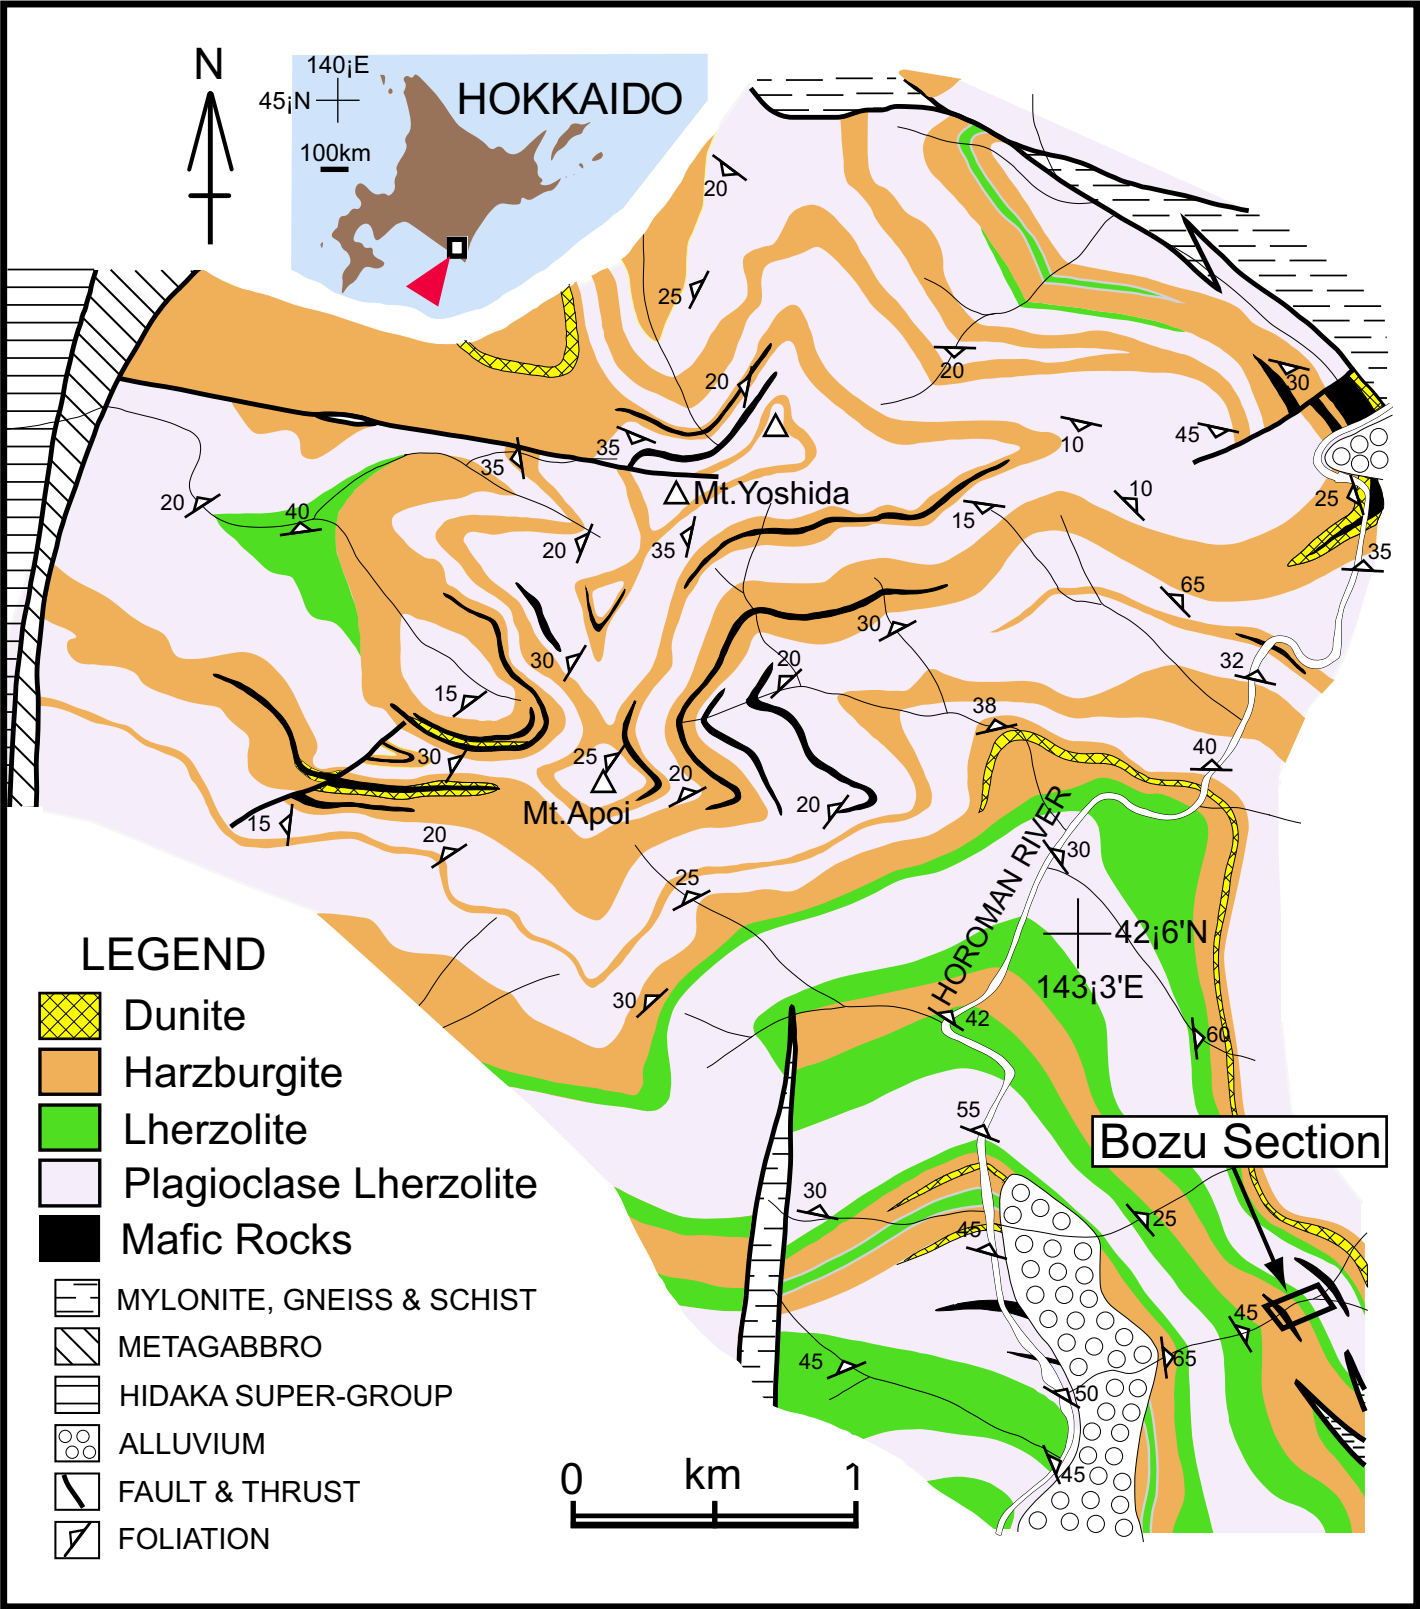 N
140¡E
45¡N
HOKKAIDO
100km
20
25
20
20
30
35
35
10
45
20
40
Mt.Yoshida
10
25
15
20
35
35
65
30
30
20
32
15
38
30
25
20
40
Mt.Apoi
20
15
20
30
25
HOROMAN RIVER
42¡6'N
143¡3'E
30
42
60
55
Bozu Section
30
25
45
45
45
65
50
45
LEGEND
Dunite
Harzburgite
Lherzolite
Plagioclase Lherzolite
Mafic Rocks
MYLONITE, GNEISS & SCHIST
METAGABBRO
HIDAKA SUPER-GROUP
ALLUVIUM
FAULT & THRUST
FOLIATION
0 km 1